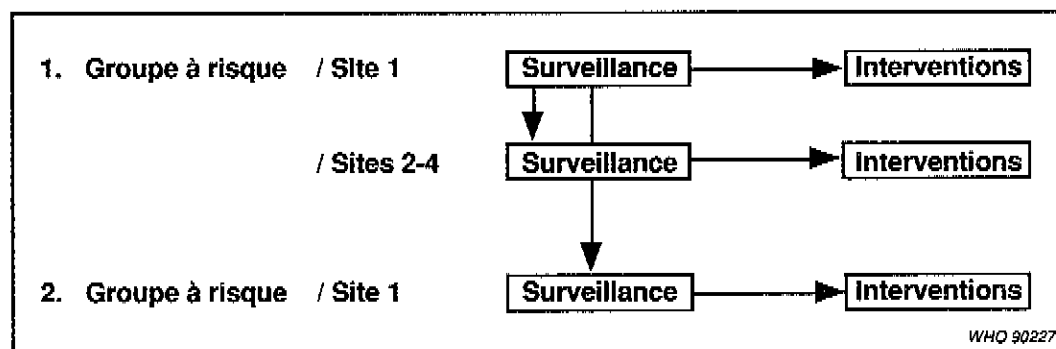 1. Groupe à risque / Site 1 Surveillance Interventions
/ Sites 2-4 Surveillance Interventions
2. Groupe à risque / Site 1 Surveillance Interventions
WHO 90227